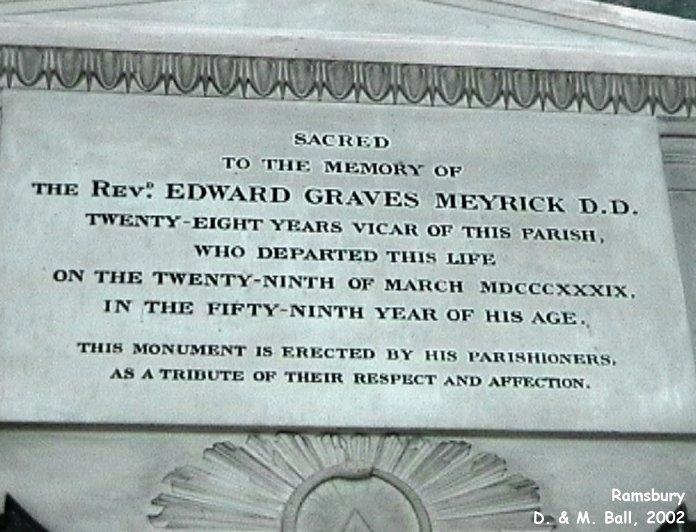 SACRED
TO THE MEMORY OF
THE REVᴰ. EDWARD GRAVES MEYRICK D.D.
TWENTY-EIGHT YEARS VICAR OF THIS PARISH,
WHO DEPARTED THIS LIFE
ON THE TWENTY-NINTH OF MARCH MDCCCXXXIX,
IN THE FIFTY-NINTH YEAR OF HIS AGE.
THIS MONUMENT IS ERECTED BY HIS PARISHIONERS,
AS A TRIBUTE OF THEIR RESPECT AND AFFECTION.
Ramsbury
D. & M. Ball, 2002